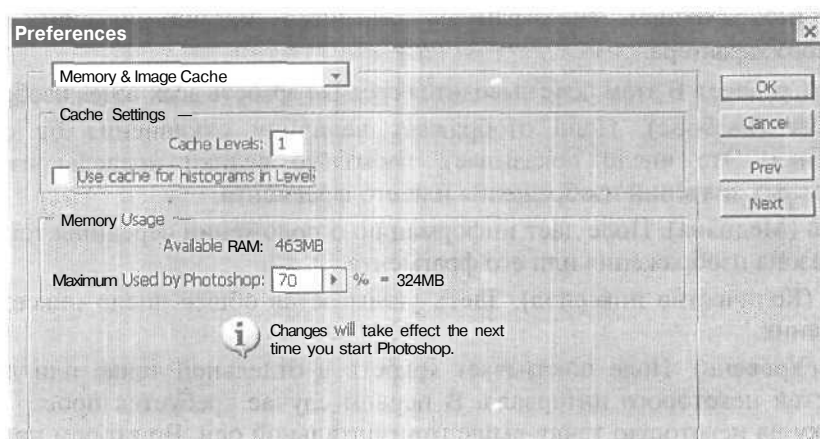 Preferences
Memory & Image Cache
OK
Cache Settings
Cancel
Cache Levels: 1
Use cache for histograms in Levels
Prev
Next
Memory Usage
Available RAM: 463MB
Maximum Used by Photoshop: 70 % = 324MB
Changes will take effect the next
time you start Photoshop.